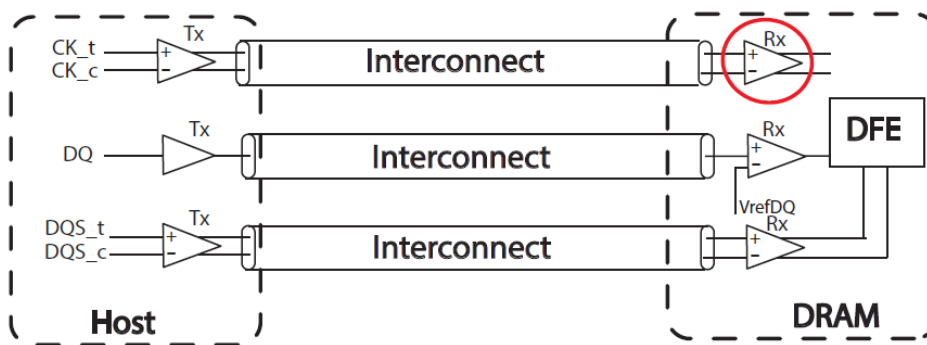 CK_t
CK_c
Tx
+
−
Interconnect
Rx
+
−
DQ
Tx
Interconnect
Rx
+
−
VrefDQ
DFE
DQS_t
DQS_c
Tx
+
−
Interconnect
Rx
+
−
Host
DRAM